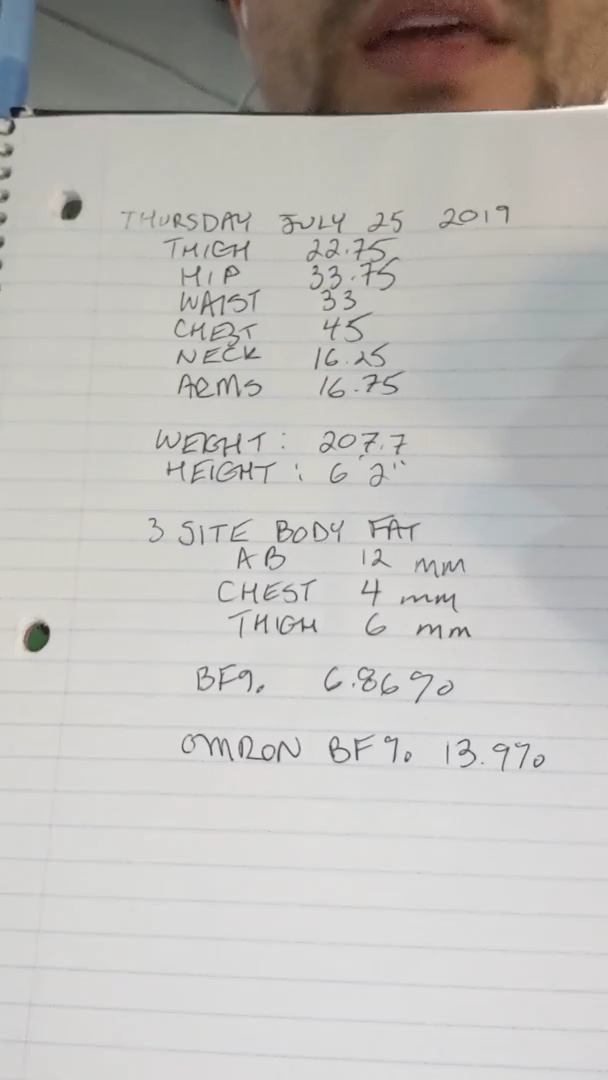 THURSDAY JULY 25 2019
THIGH 22.75
HIP 33.75
WAIST 33
CHEST 45
NECK 16.25
ARMS 16.75
WEIGHT: 207.7
HEIGHT: 6'2"
3 SITE BODY FAT
AB 12 mm
CHEST 4 mm
THIGH 6 mm
BF% 6.86%
OMRON BF% 13.9%